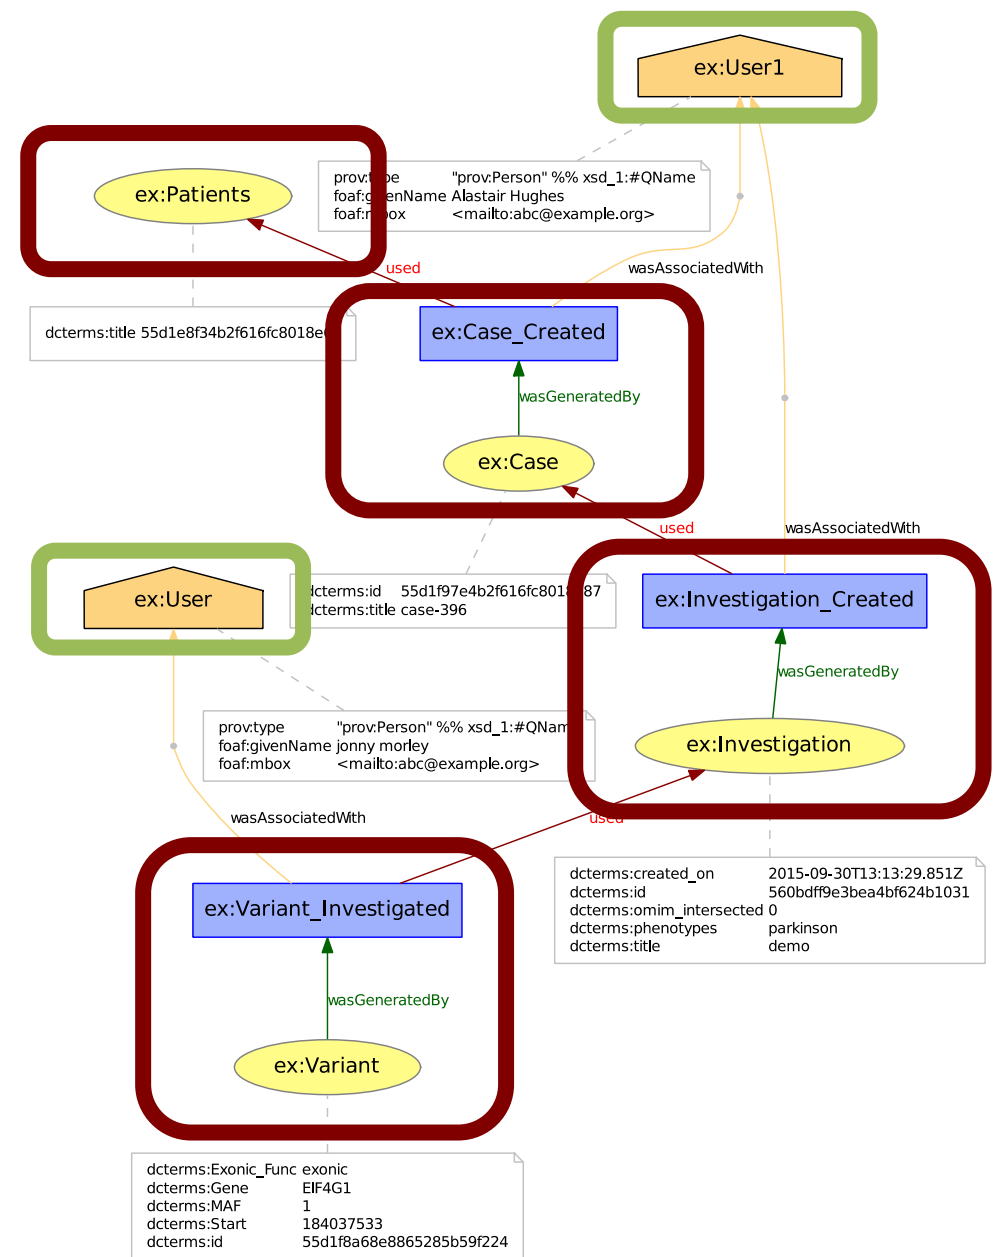 ex:User1
prov:type "prov:Person" %% xsd_1:#QName
foaf:givenName Alastair Hughes
foaf:mbox <mailto:abc@example.org>
ex:Patients
used
wasAssociatedWith
dcterms:title
ex:Case_Created
wasGeneratedBy
ex:Case
used
wasAssociatedWith
dcterms:id
dcterms:title case-396
ex:User
ex:Investigation_Created
wasGeneratedBy
prov:type "prov:Person" %% xsd_1:#QName
foaf:givenName jonny morley
foaf:mbox <mailto:abc@example.org>
ex:Investigation
wasAssociatedWith
used
dcterms:created_on 2015-09-30T13:13:29.851Z
dcterms:id 560bdff9e3bea4bf624b1031
dcterms:omim_intersected 0
dcterms:phenotypes parkinson
dcterms:title demo
ex:Variant_Investigated
wasGeneratedBy
ex:Variant
dcterms:Exonic_Func exonic
dcterms:Gene EIF4G1
dcterms:MAF 1
dcterms:Start 184037533
dcterms:id 55d1f8a68e8865285b59f224